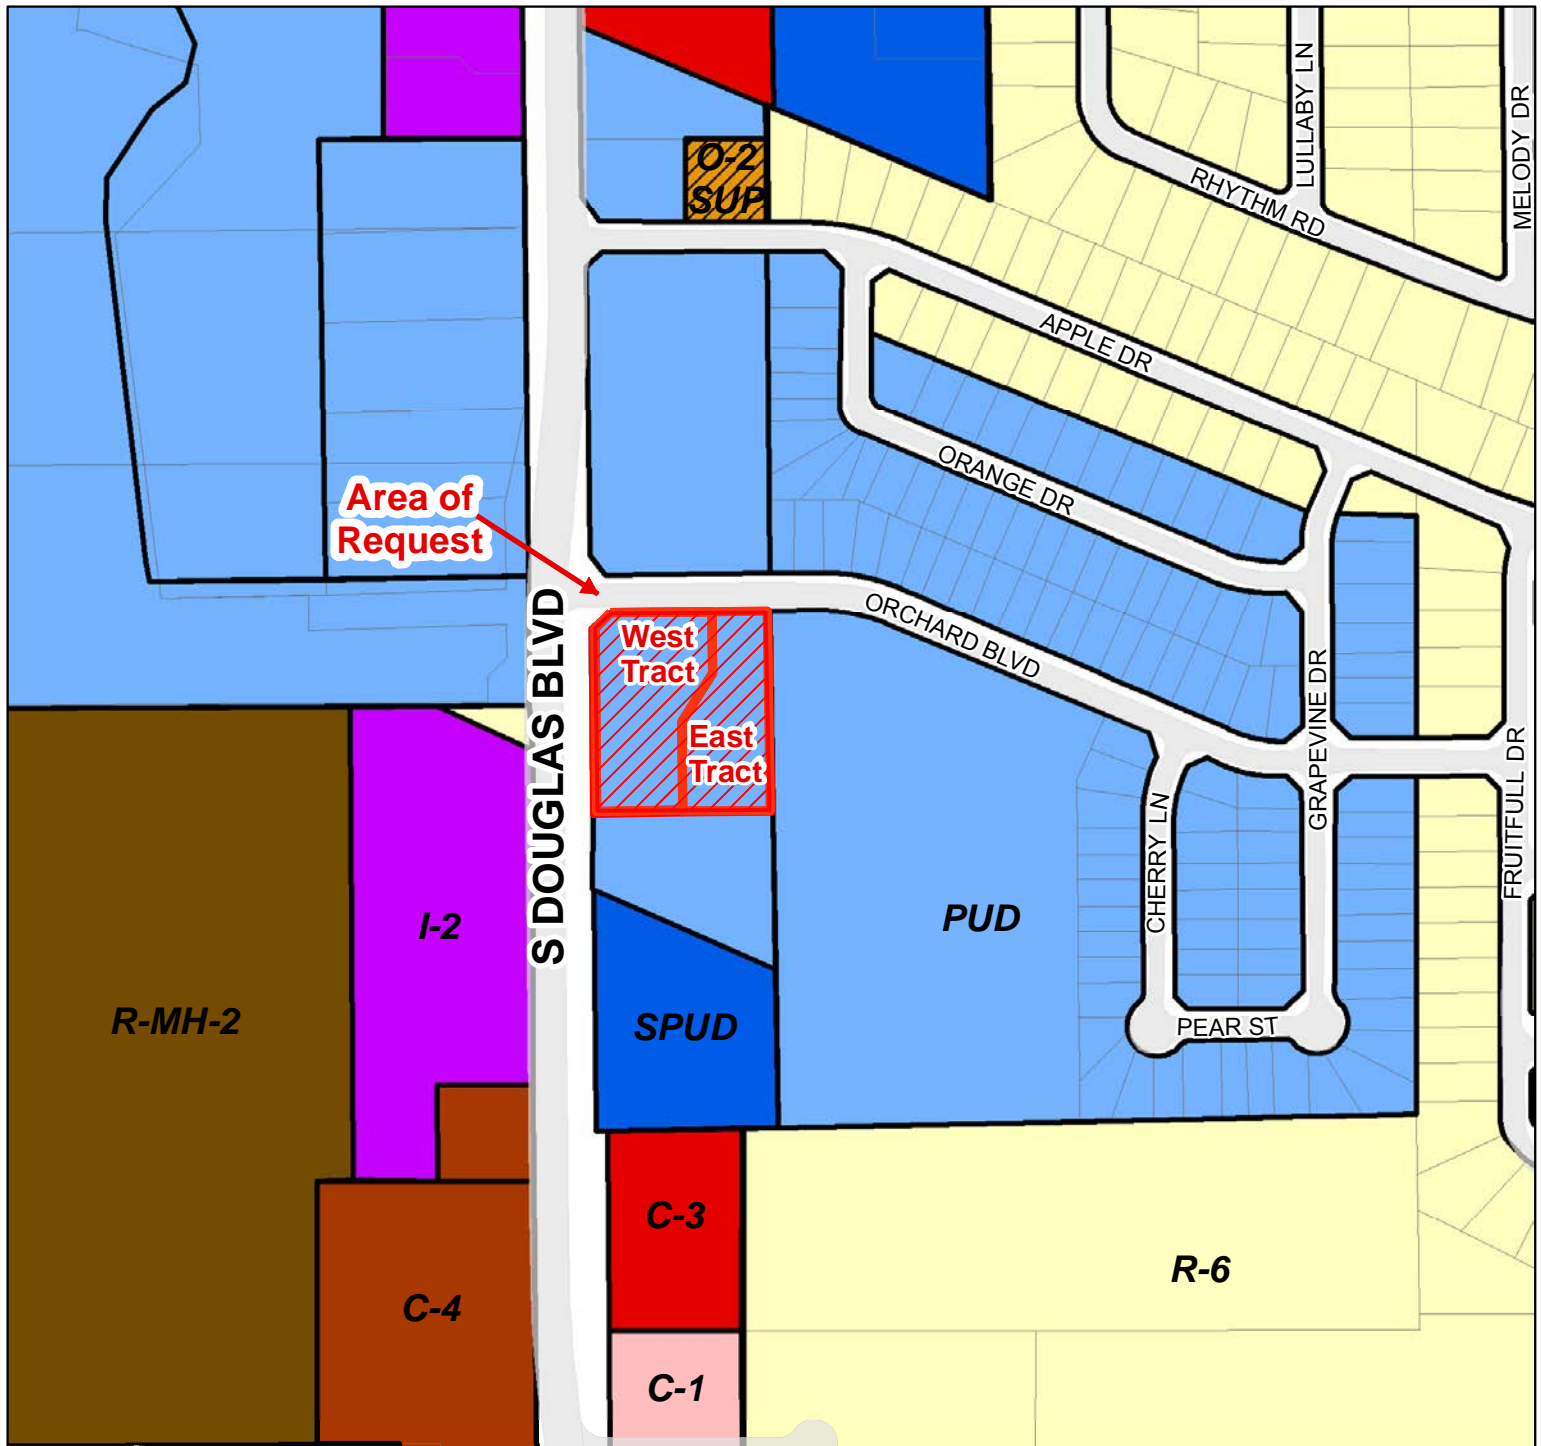 LULLABY LN
MELODY DR
O-2
SUP
RHYTHM RD
APPLE DR
ORANGE DR
Area of
Request
ORCHARD BLVD
West
Tract
East
Tract
S DOUGLAS BLVD
GRAPEVINE DR
FRUITFULL DR
CHERRY LN
I-2
PUD
R-MH-2
SPUD
PEAR ST
C-3
R-6
C-4
C-1